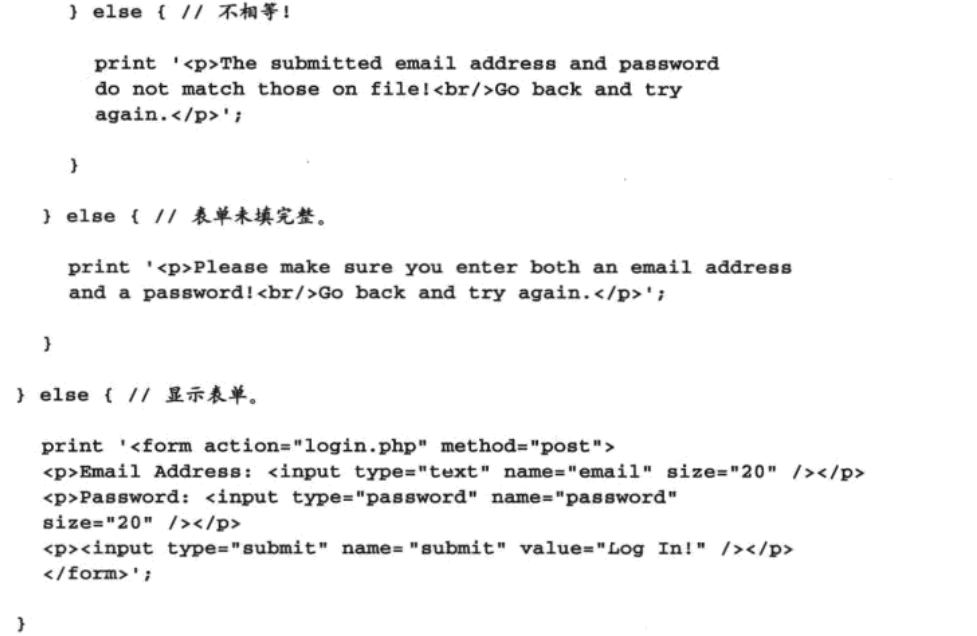 } else { // 不相等!
print '<p>The submitted email address and password
do not match those on file!<br/>Go back and try
again.</p>';
}
} else { // 表单未填完整。
print '<p>Please make sure you enter both an email address
and a password!<br/>Go back and try again.</p>';
}
} else { // 显示表单。
print '<form action="login.php" method="post">
<p>Email Address: <input type="text" name="email" size="20" /></p>
<p>Password: <input type="password" name="password"
size="20" /></p>
<p><input type="submit" name="submit" value="Log In!" /></p>
</form>';
}